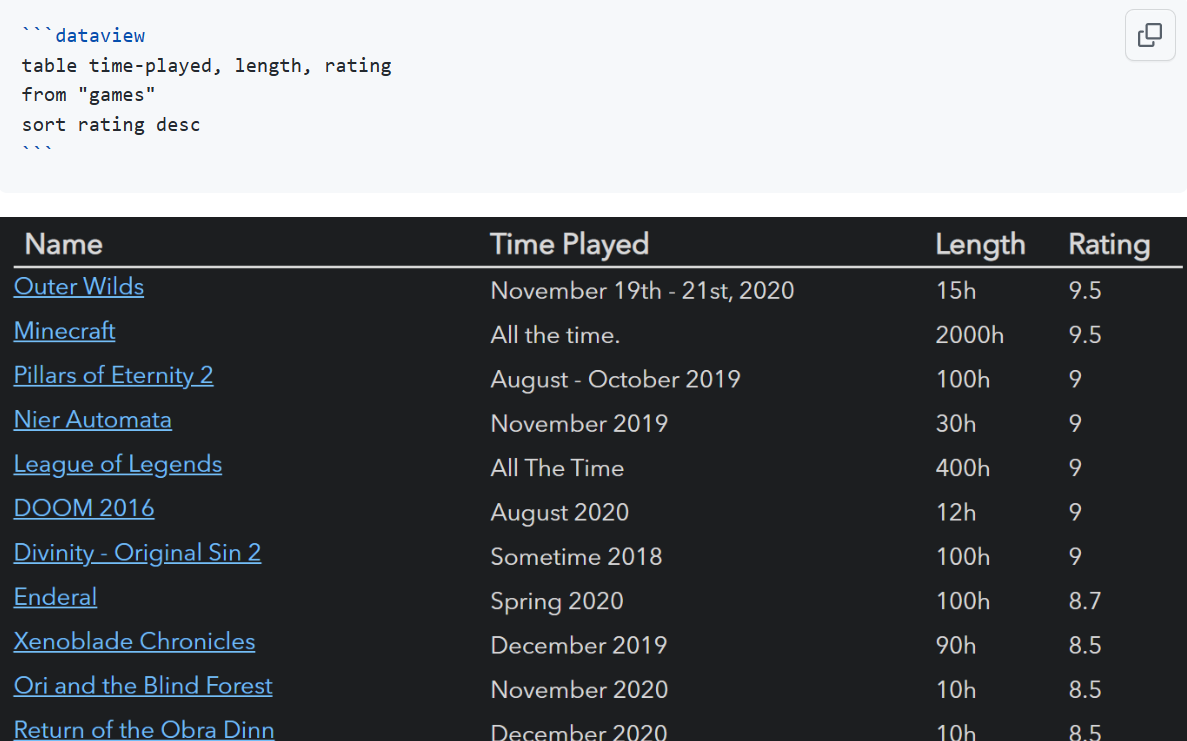 ```dataview
table time-played, length, rating
from "games"
sort rating desc
```
Name Time Played Length Rating
Outer Wilds November 19th - 21st, 2020 15h 9.5
Minecraft All the time. 2000h 9.5
Pillars of Eternity 2 August - October 2019 100h 9
Nier Automata November 2019 30h 9
League of Legends All The Time 400h 9
DOOM 2016 August 2020 12h 9
Divinity - Original Sin 2 Sometime 2018 100h 9
Enderal Spring 2020 100h 8.7
Xenoblade Chronicles December 2019 90h 8.5
Ori and the Blind Forest November 2020 10h 8.5
Return of the Obra Dinn December 2020 10h 8.5